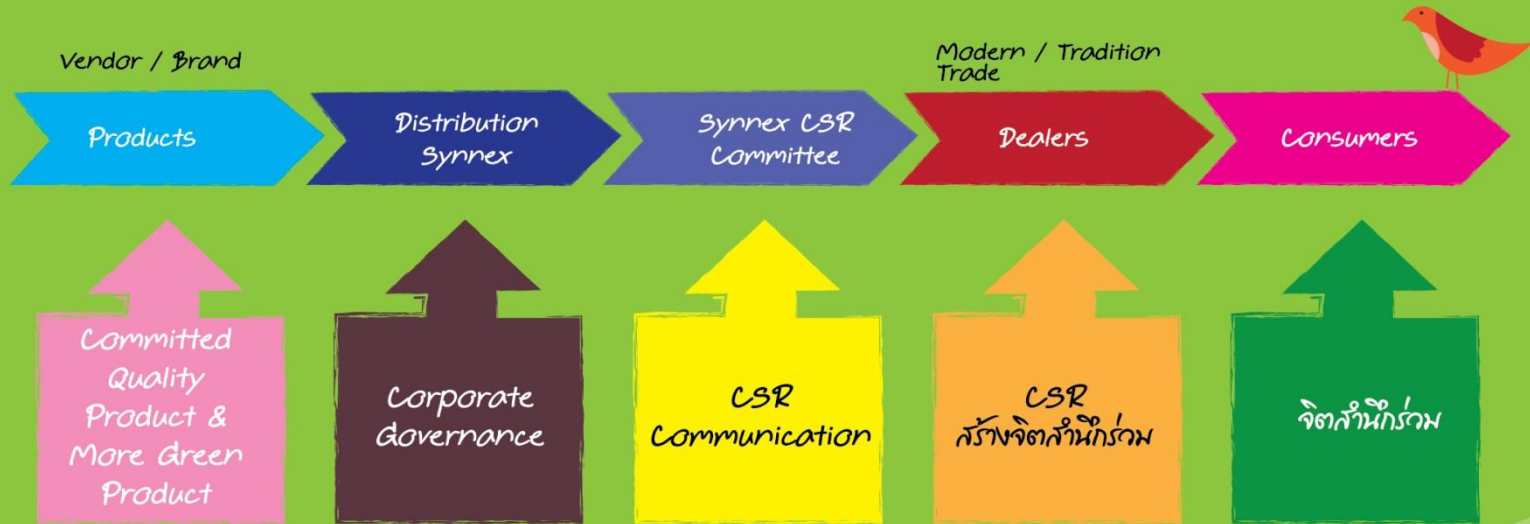 Vendor / Brand
Modern / Tradition
Trade
Products
Distribution
Synnex
Synnex CSR
Committee
Dealers
Consumers
Committed
Quality
Product &
More Green
Product
Corporate
Governance
CSR
Communication
CSR
สร้างจิตสำนึกร่วม
จิตสำนึกร่วม